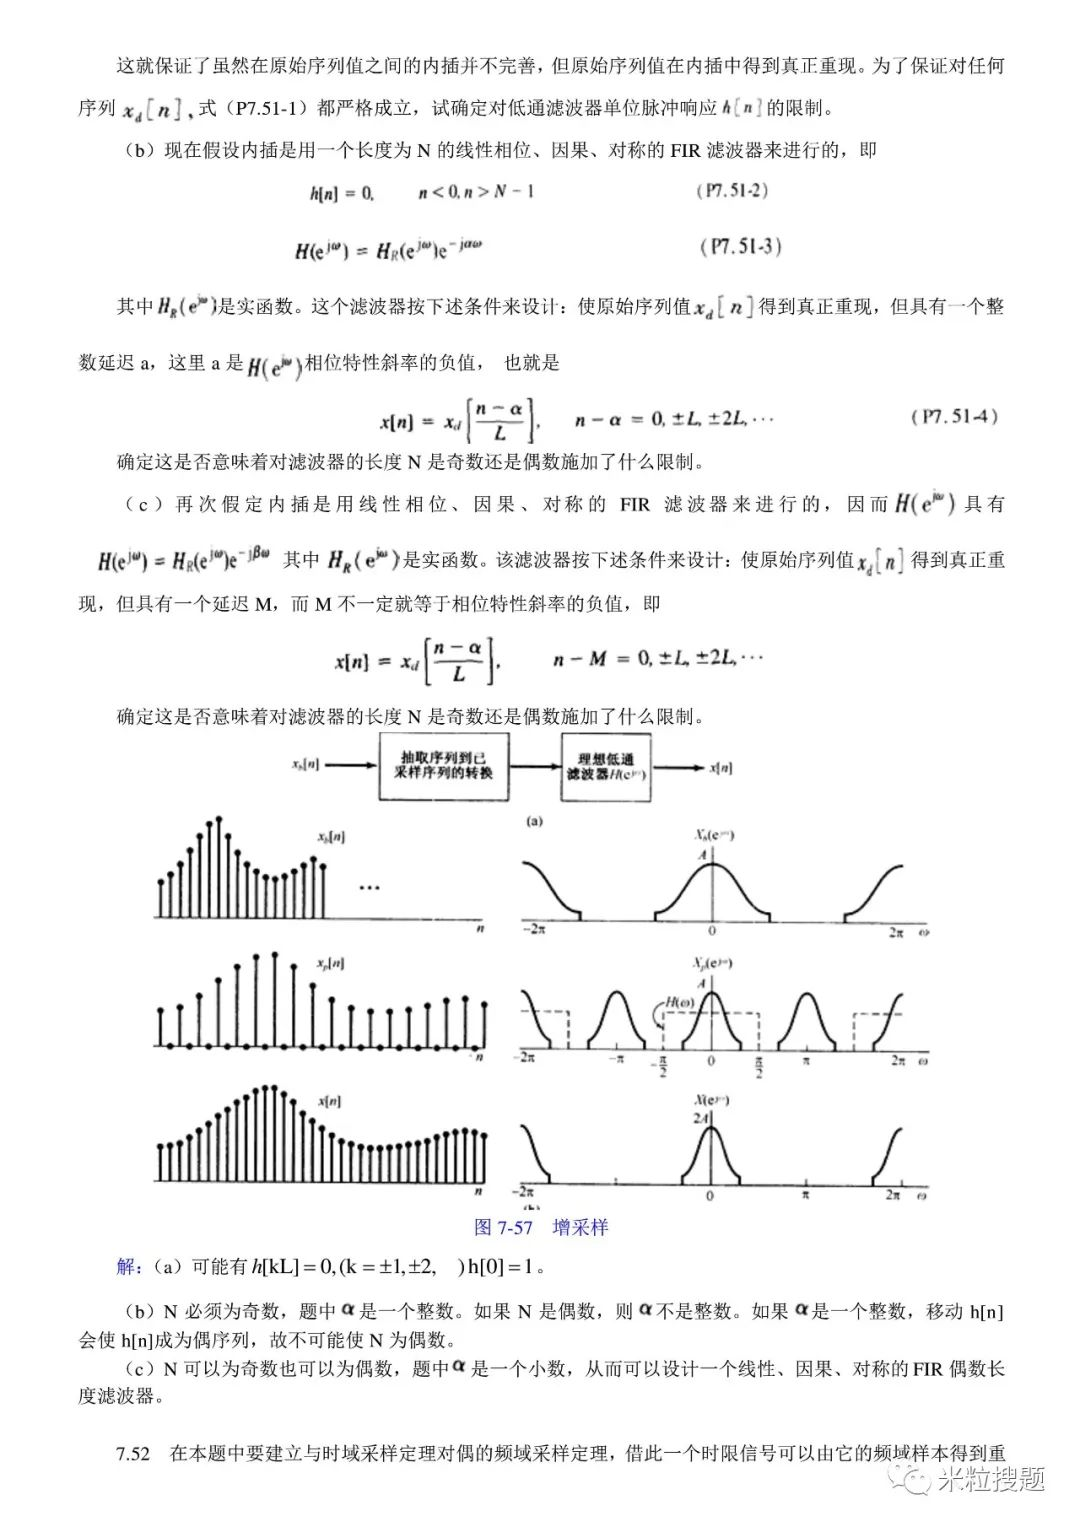 这就保证了虽然在原始序列值之间的内插并不完善，但原始序列值在内插中得到真正重现。为了保证对任何
序列 x_d[n]，式（P7.51-1）都严格成立，试确定对低通滤波器单位脉冲响应 h[n] 的限制。
（b）现在假设内插是用一个长度为 N 的线性相位、因果、对称的 FIR 滤波器来进行的，即
h[n] = 0, n < 0, n > N - 1 (P7.51-2)
H(e^{jω}) = H_R(e^{jω})e^{-jαω} (P7.51-3)
其中 H_R(e^{jω})是实函数。这个滤波器按下述条件来设计：使原始序列值 x_d[n] 得到真正重现，但具有一个整
数延迟 a，这里 a 是 H(e^{jω}) 相位特性斜率的负值， 也就是
x[n] = x_d[(n - α)/L], n - α = 0, ±L, ±2L, ⋯ (P7.51-4)
确定这是否意味着对滤波器的长度 N 是奇数还是偶数施加了什么限制。
（c）再次假定内插是用线性相位、因果、对称的 FIR 滤波器来进行的，因而 H(e^{jω}) 具有
H(e^{jω}) = H_R(e^{jω})e^{-jβω} 其中 H_R(e^{jω})是实函数。该滤波器按下述条件来设计：使原始序列值 x_d[n] 得到真正重
现，但具有一个延迟 M，而 M 不一定就等于相位特性斜率的负值，即
x[n] = x_d[(n - α)/L], n - M = 0, ±L, ±2L, ⋯
确定这是否意味着对滤波器的长度 N 是奇数还是偶数施加了什么限制。
x_b[n] 抽取序列到已采样序列的转换 理想低通滤波器H(e^{jω}) x[n]
(a)
x_b[n] ⋯ n
X_b(e^{jω}) A -2π 0 2π ω
x_p[n] n
X_p(e^{jω}) A H(ω) -2π -π -π/2 0 π/2 π 2π ω
x[n] n
X(e^{jω}) 2A -2π 0 π 2π ω
图 7-57 增采样
解：（a）可能有 h[kL] = 0, (k = ±1, ±2, ) h[0] = 1。
（b）N 必须为奇数，题中 α 是一个整数。如果 N 是偶数，则 α 不是整数。如果 α 是一个整数，移动 h[n]
会使 h[n]成为偶序列，故不可能使 N 为偶数。
（c）N 可以为奇数也可以为偶数，题中 α 是一个小数，从而可以设计一个线性、因果、对称的 FIR 偶数长
度滤波器。
7.52 在本题中要建立与时域采样定理对偶的频域采样定理，借此一个时限信号可以由它的频域样本得到重
米粒搜题